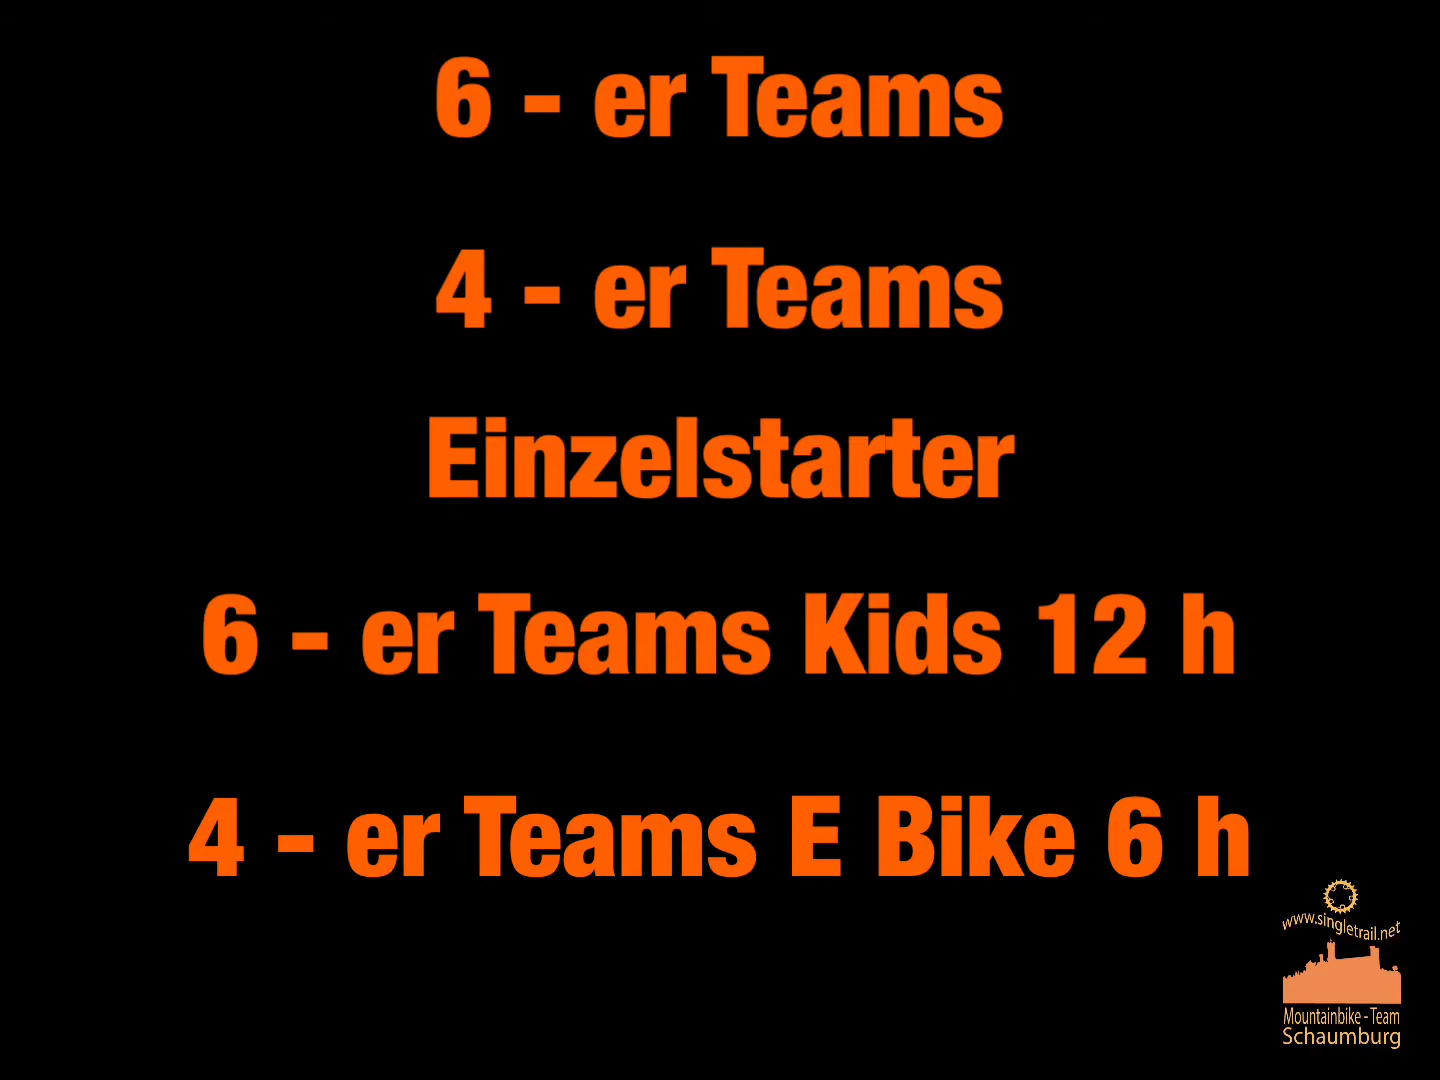 6 - er Teams
4 - er Teams
Einzelstarter
6 - er Teams Kids 12 h
4 - er Teams E Bike 6 h
www.singletrail.net
Mountainbike - Team
Schaumburg